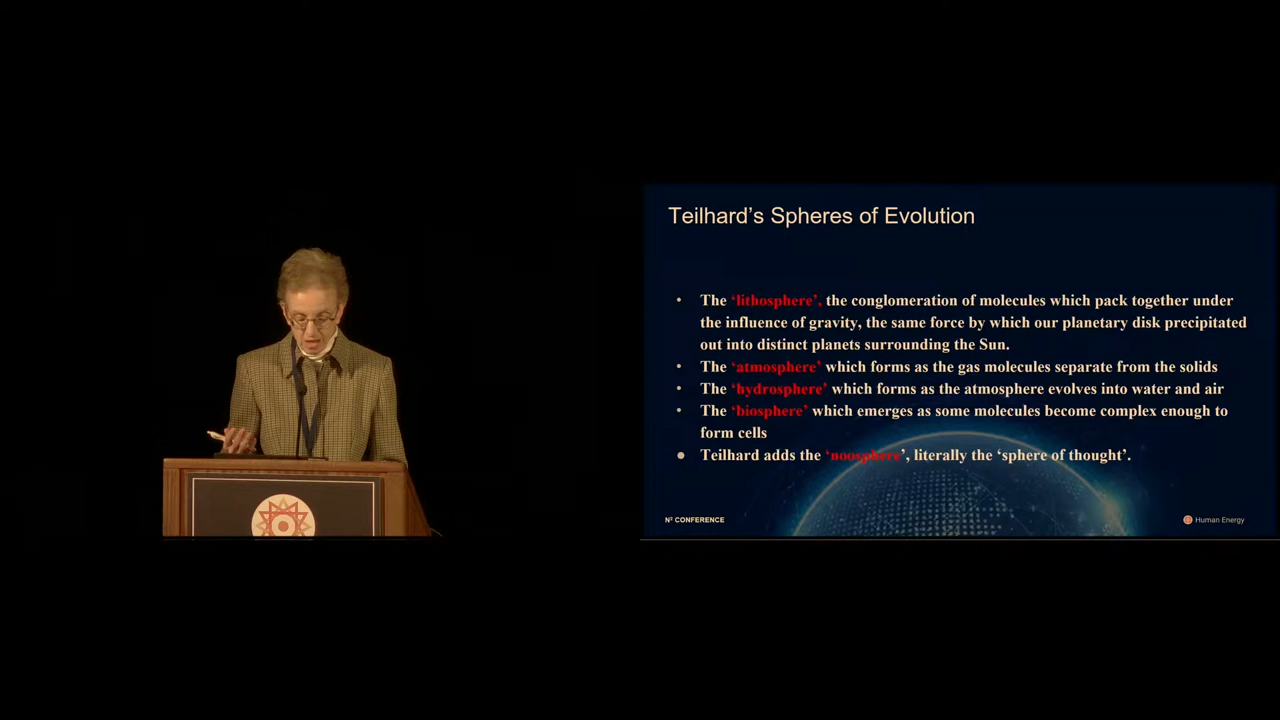 Teilhard’s Spheres of Evolution
• The ‘lithosphere’, the conglomeration of molecules which pack together under
the influence of gravity, the same force by which our planetary disk precipitated
out into distinct planets surrounding the Sun.
• The ‘atmosphere’ which forms as the gas molecules separate from the solids
• The ‘hydrosphere’ which forms as the atmosphere evolves into water and air
• The ‘biosphere’ which emerges as some molecules become complex enough to
form cells
● Teilhard adds the ‘noosphere’, literally the ‘sphere of thought’.
N² CONFERENCE
Human Energy